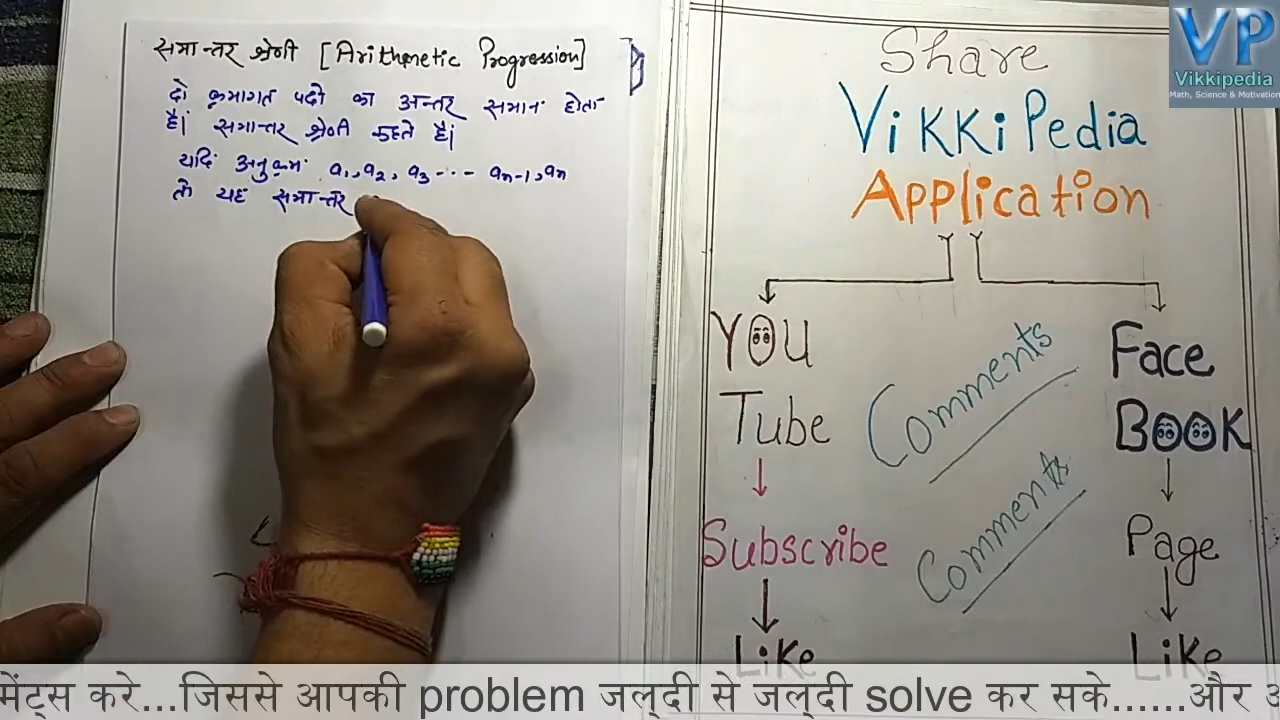 समान्तर श्रेणी [Arithmetic Progression]
दो क्रमागत पदो का अन्तर समान होता
है। समान्तर श्रेणी कहते है।
यदि अनुक्रम a₁, a₂, a₃ - - - aₙ₋₁, aₙ
तो यह समान्तर
Share
VikkiPedia
Application
YOU
Tube
Face
BOOK
Comments
Comments
Subscribe
Page
Like
Like
VP
Vikkipedia
Math, Science & Motivation
मेंट्स करे...जिससे आपकी problem जल्दी से जल्दी solve कर सके......और